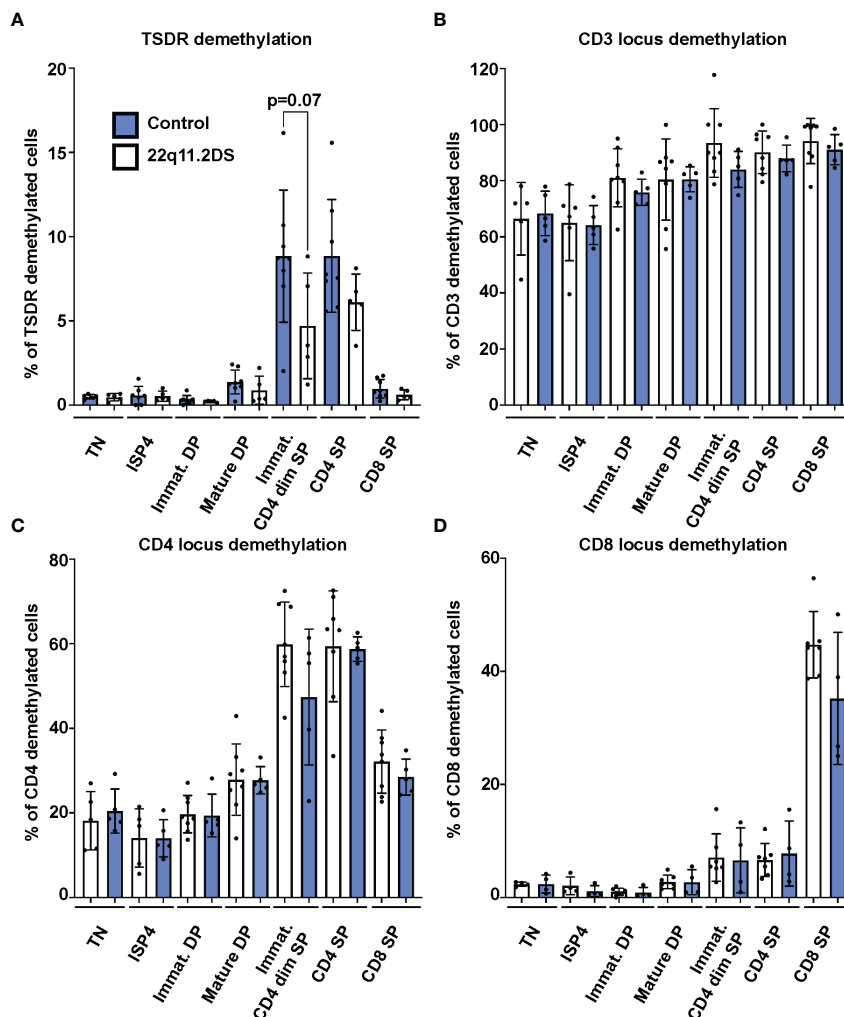 A
TSDR demethylation
20
15
10
5
0
% of TSDR demethylated cells
p=0.07
Control
22q11.2DS
TN
ISP4
Immat. DP
Mature DP
Immat.
CD4 dim SP
CD4 SP
CD8 SP
B
CD3 locus demethylation
120
100
80
60
40
20
0
% of CD3 demethylated cells
TN
ISP4
Immat. DP
Mature DP
Immat.
CD4 dim SP
CD4 SP
CD8 SP
C
CD4 locus demethylation
80
60
40
20
0
% of CD4 demethylated cells
TN
ISP4
Immat. DP
Mature DP
Immat.
CD4 dim SP
CD4 SP
CD8 SP
D
CD8 locus demethylation
60
40
20
0
% of CD8 demethylated cells
TN
ISP4
Immat. DP
Mature DP
Immat.
CD4 dim SP
CD4 SP
CD8 SP